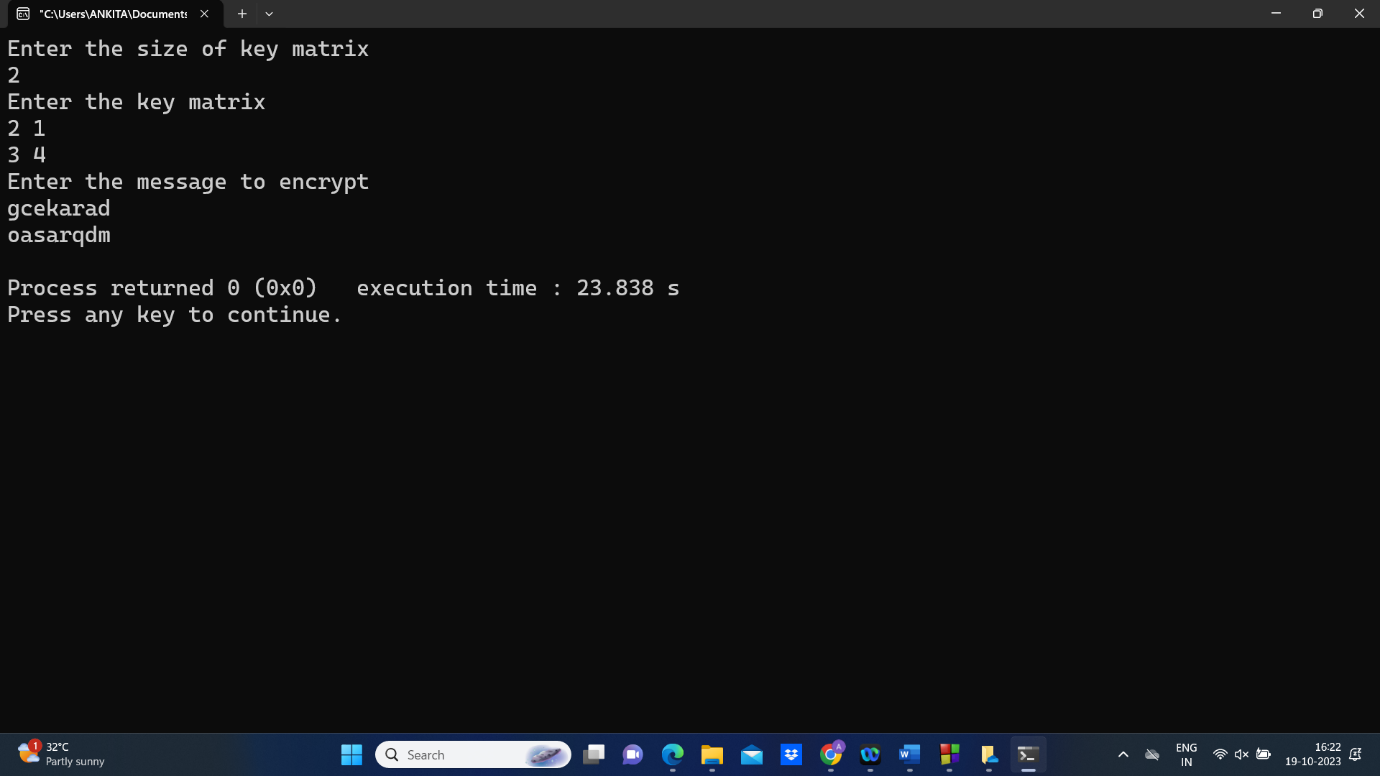 "C:\Users\ANKITA\Documents
Enter the size of key matrix
2
Enter the key matrix
2 1
3 4
Enter the message to encrypt
gcekarad
oasarqdm
Process returned 0 (0x0)   execution time : 23.838 s
Press any key to continue.
1
32°C
Partly sunny
Search
A
W
ENG
IN
16:22
19-10-2023